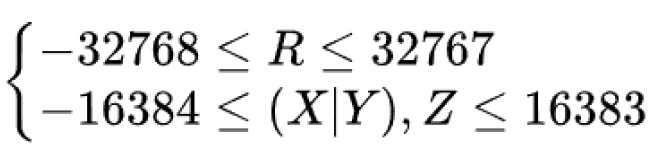 −32768 ≤ R ≤ 32767
−16384 ≤ (X|Y), Z ≤ 16383